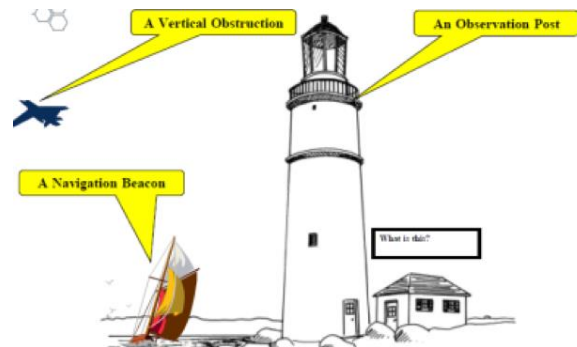 A Vertical Obstruction
An Observation Post
A Navigation Beacon
What is this?